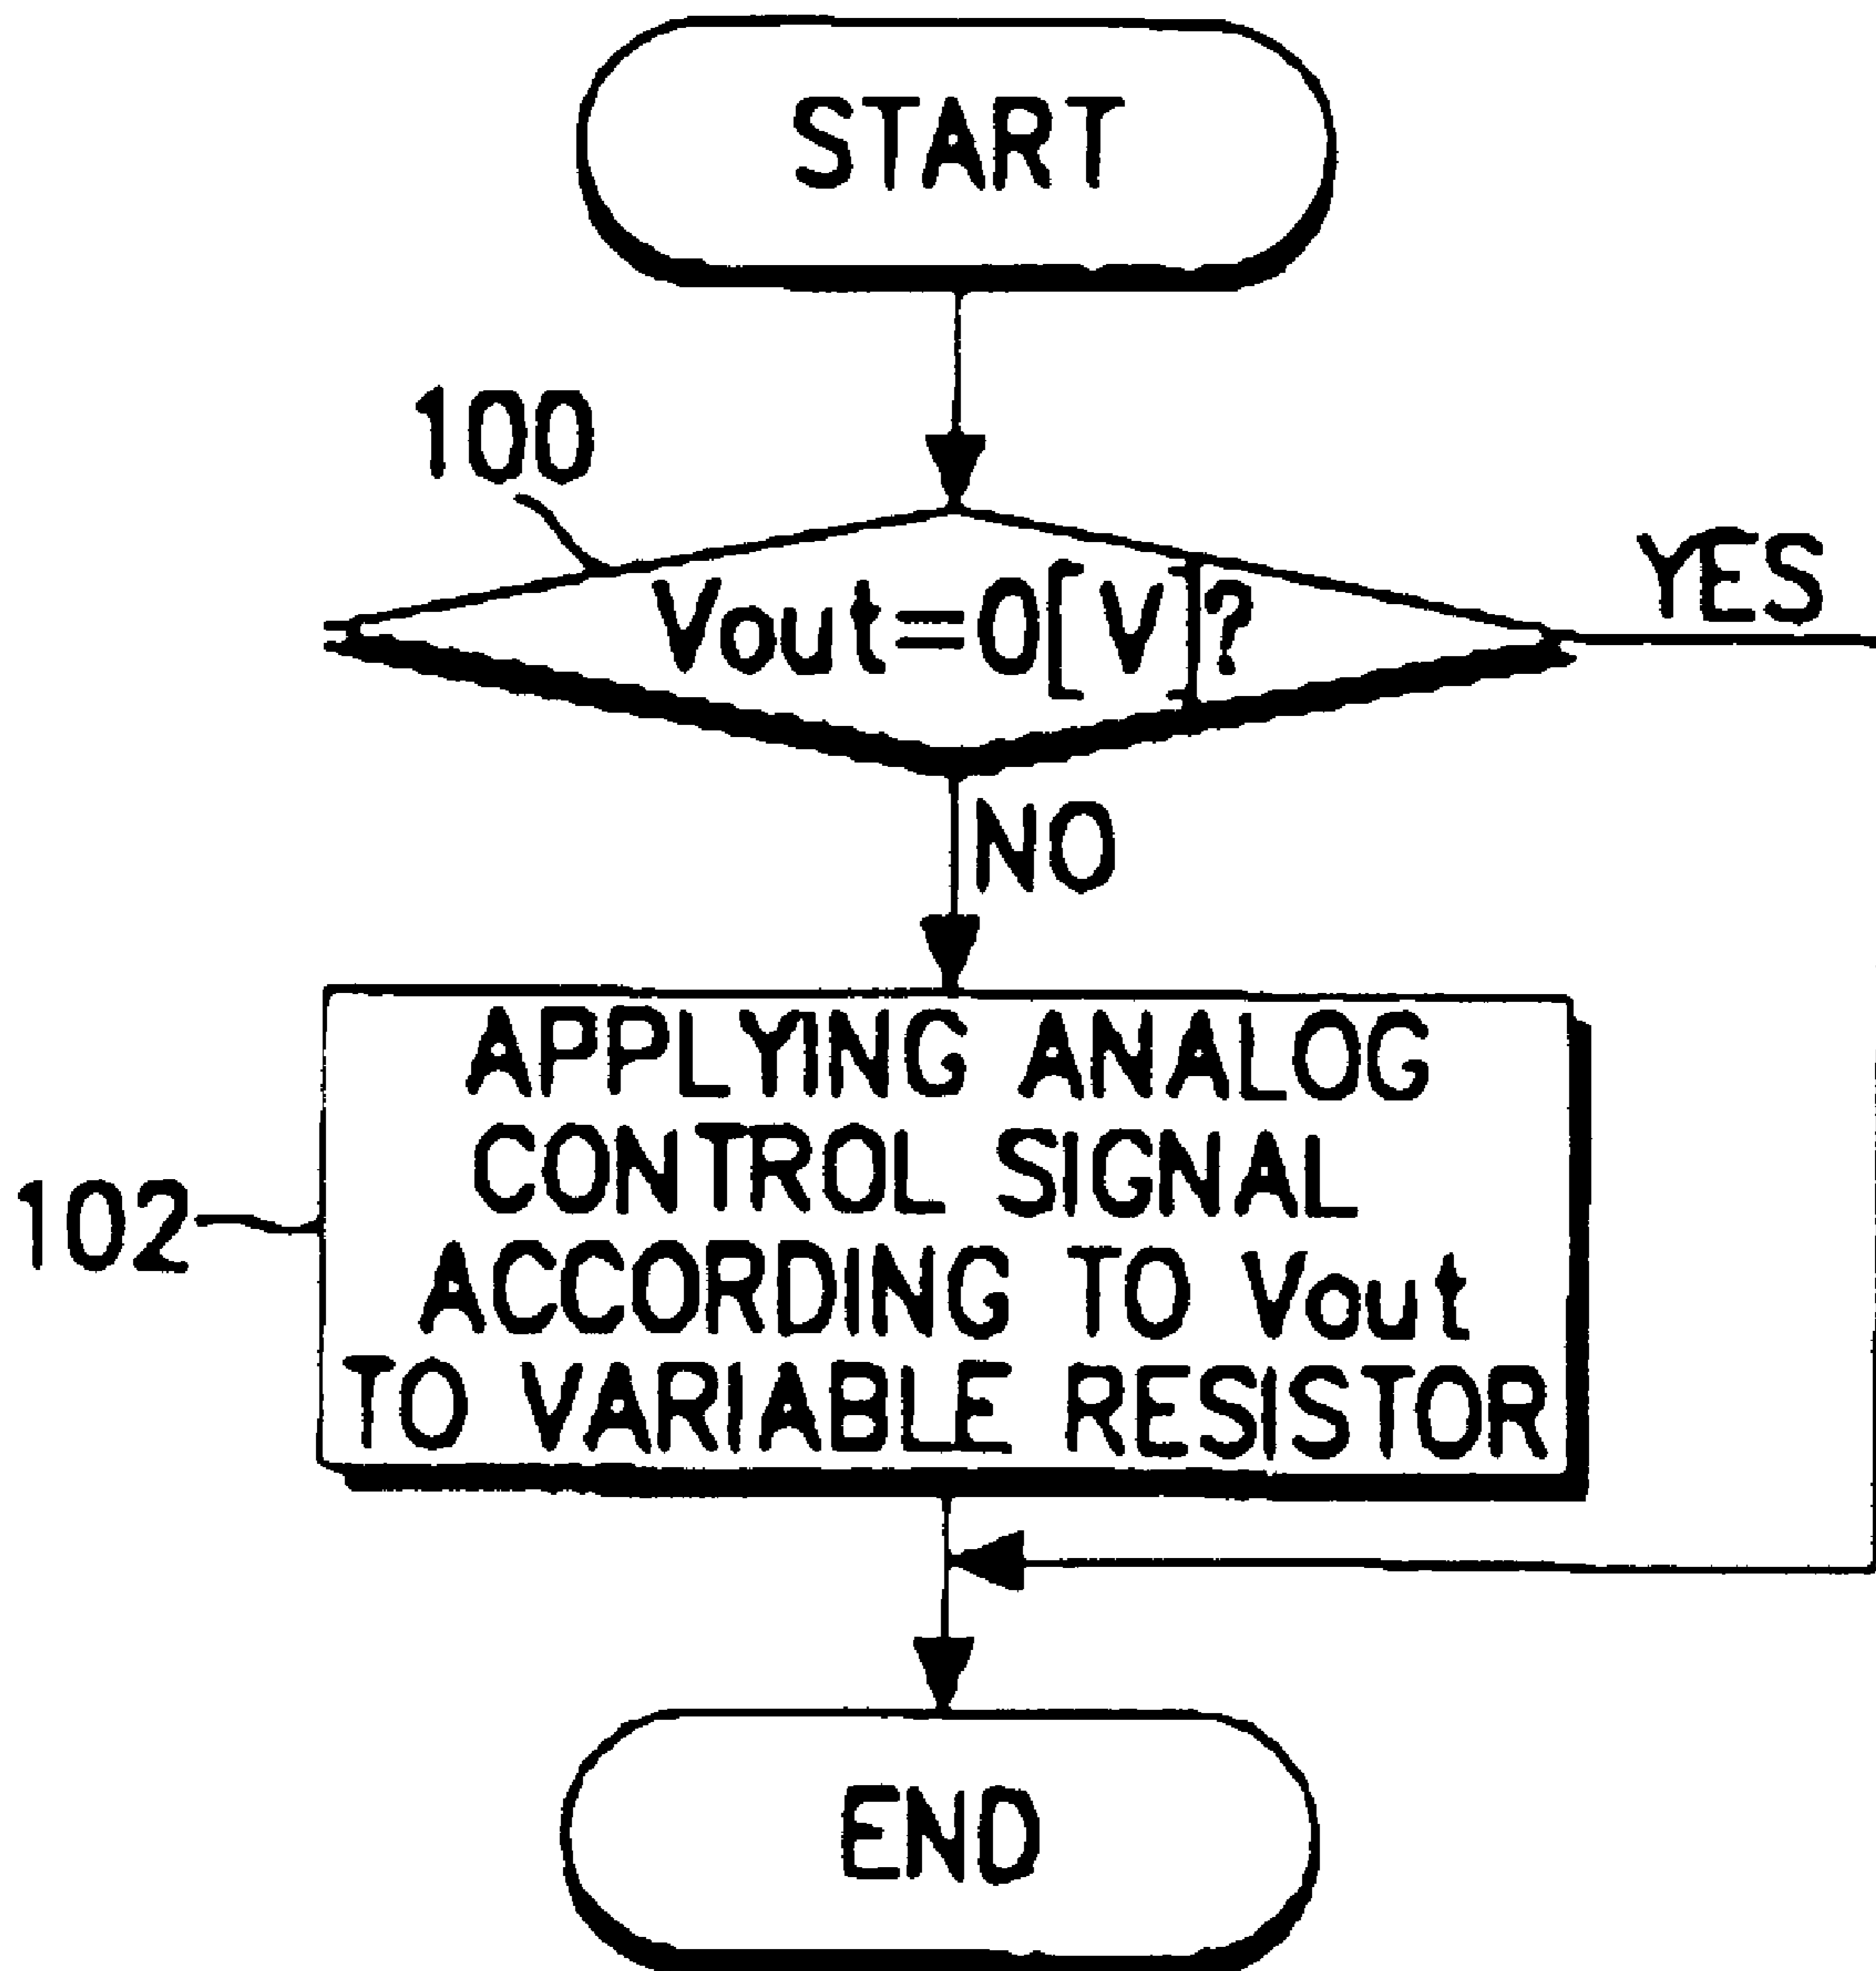 START
100
Vout=0[V]?
YES
NO
APPLYING ANALOG
CONTROL SIGNAL
102
ACCORDING TO Vout
TO VARIABLE RESISTOR
END